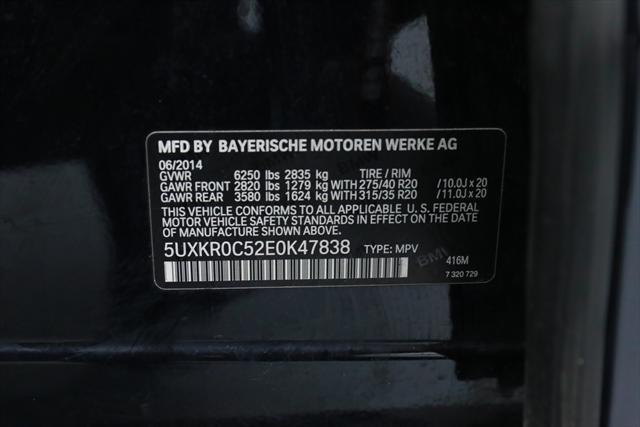 MFD BY BAYERISCHE MOTOREN WERKE AG
06/2014
GVWR 6250 lbs 2835 kg TIRE / RIM
GAWR FRONT 2820 lbs 1279 kg WITH 275/40 R20 /10.0J x 20
GAWR REAR 3580 lbs 1624 kg WITH 315/35 R20 /11.0J x 20
THIS VEHICLE CONFORMS TO ALL APPLICABLE U.S. FEDERAL
MOTOR VEHICLE SAFETY STANDARDS IN EFFECT ON THE DATE
OF MANUFACTURE SHOWN ABOVE.
5UXKR0C52E0K47838 TYPE: MPV
416M
7 320 729